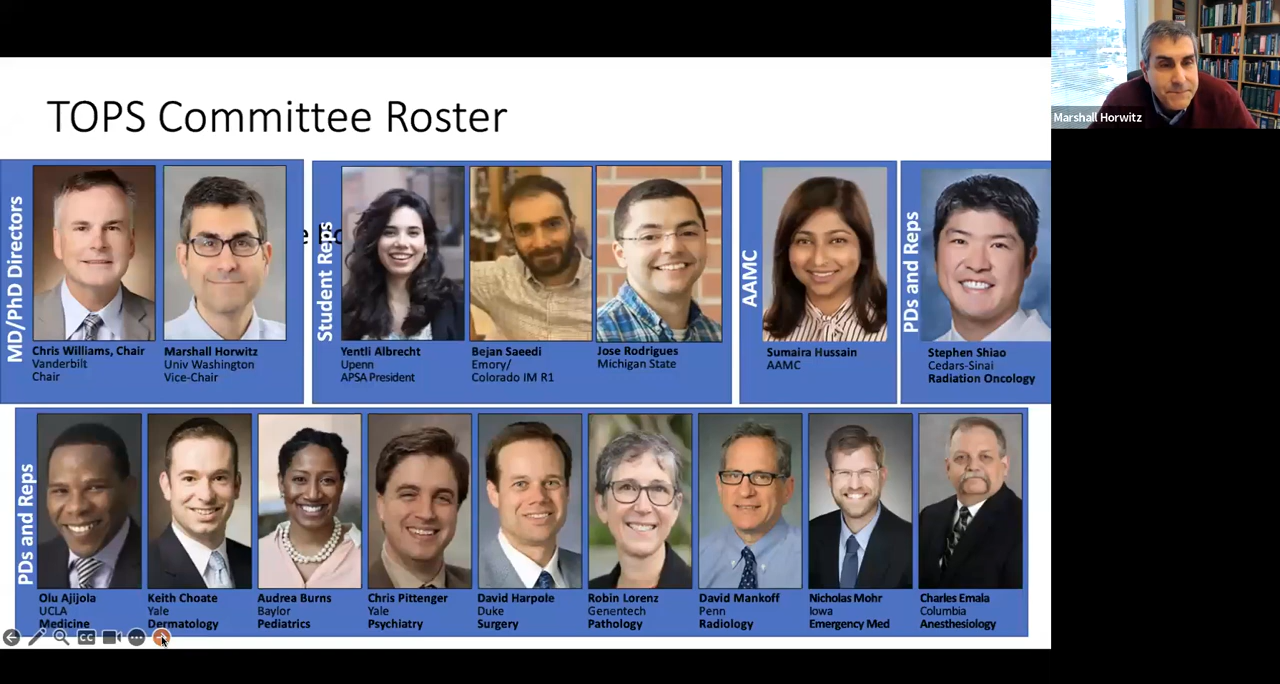 TOPS Committee Roster
Marshall Horwitz
MD/PhD Directors
Chris Williams, Chair
Vanderbilt
Chair
Marshall Horwitz
Univ Washington
Vice-Chair
Student Reps
Yentli Albrecht
Upenn
APSA President
Bejan Saeedi
Emory/
Colorado IM R1
Jose Rodrigues
Michigan State
AAMC
Sumaira Hussain
AAMC
PDs and Reps
Stephen Shiao
Cedars-Sinai
Radiation Oncology
PDs and Reps
Olu Ajijola
UCLA
Medicine
Keith Choate
Yale
Dermatology
Audrea Burns
Baylor
Pediatrics
Chris Pittenger
Yale
Psychiatry
David Harpole
Duke
Surgery
Robin Lorenz
Genentech
Pathology
David Mankoff
Penn
Radiology
Nicholas Mohr
Iowa
Emergency Med
Charles Emala
Columbia
Anesthesiology
CC